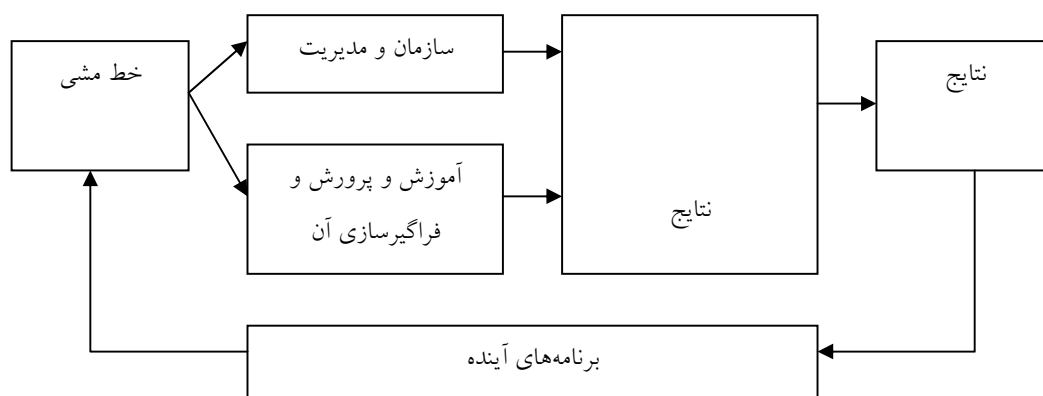 خط مشی
سازمان و مدیریت
آموزش و پرورش و
فراگیرسازی آن
نتایج
نتایج
برنامه‌های آینده